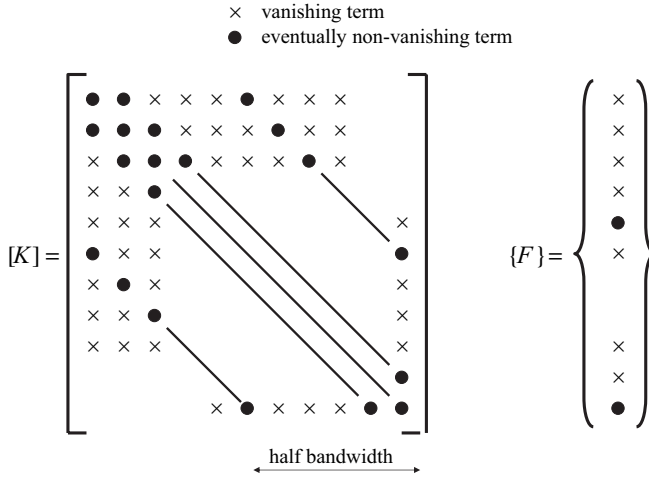 × vanishing term
● eventually non-vanishing term
[K] =
{F} =
half bandwidth